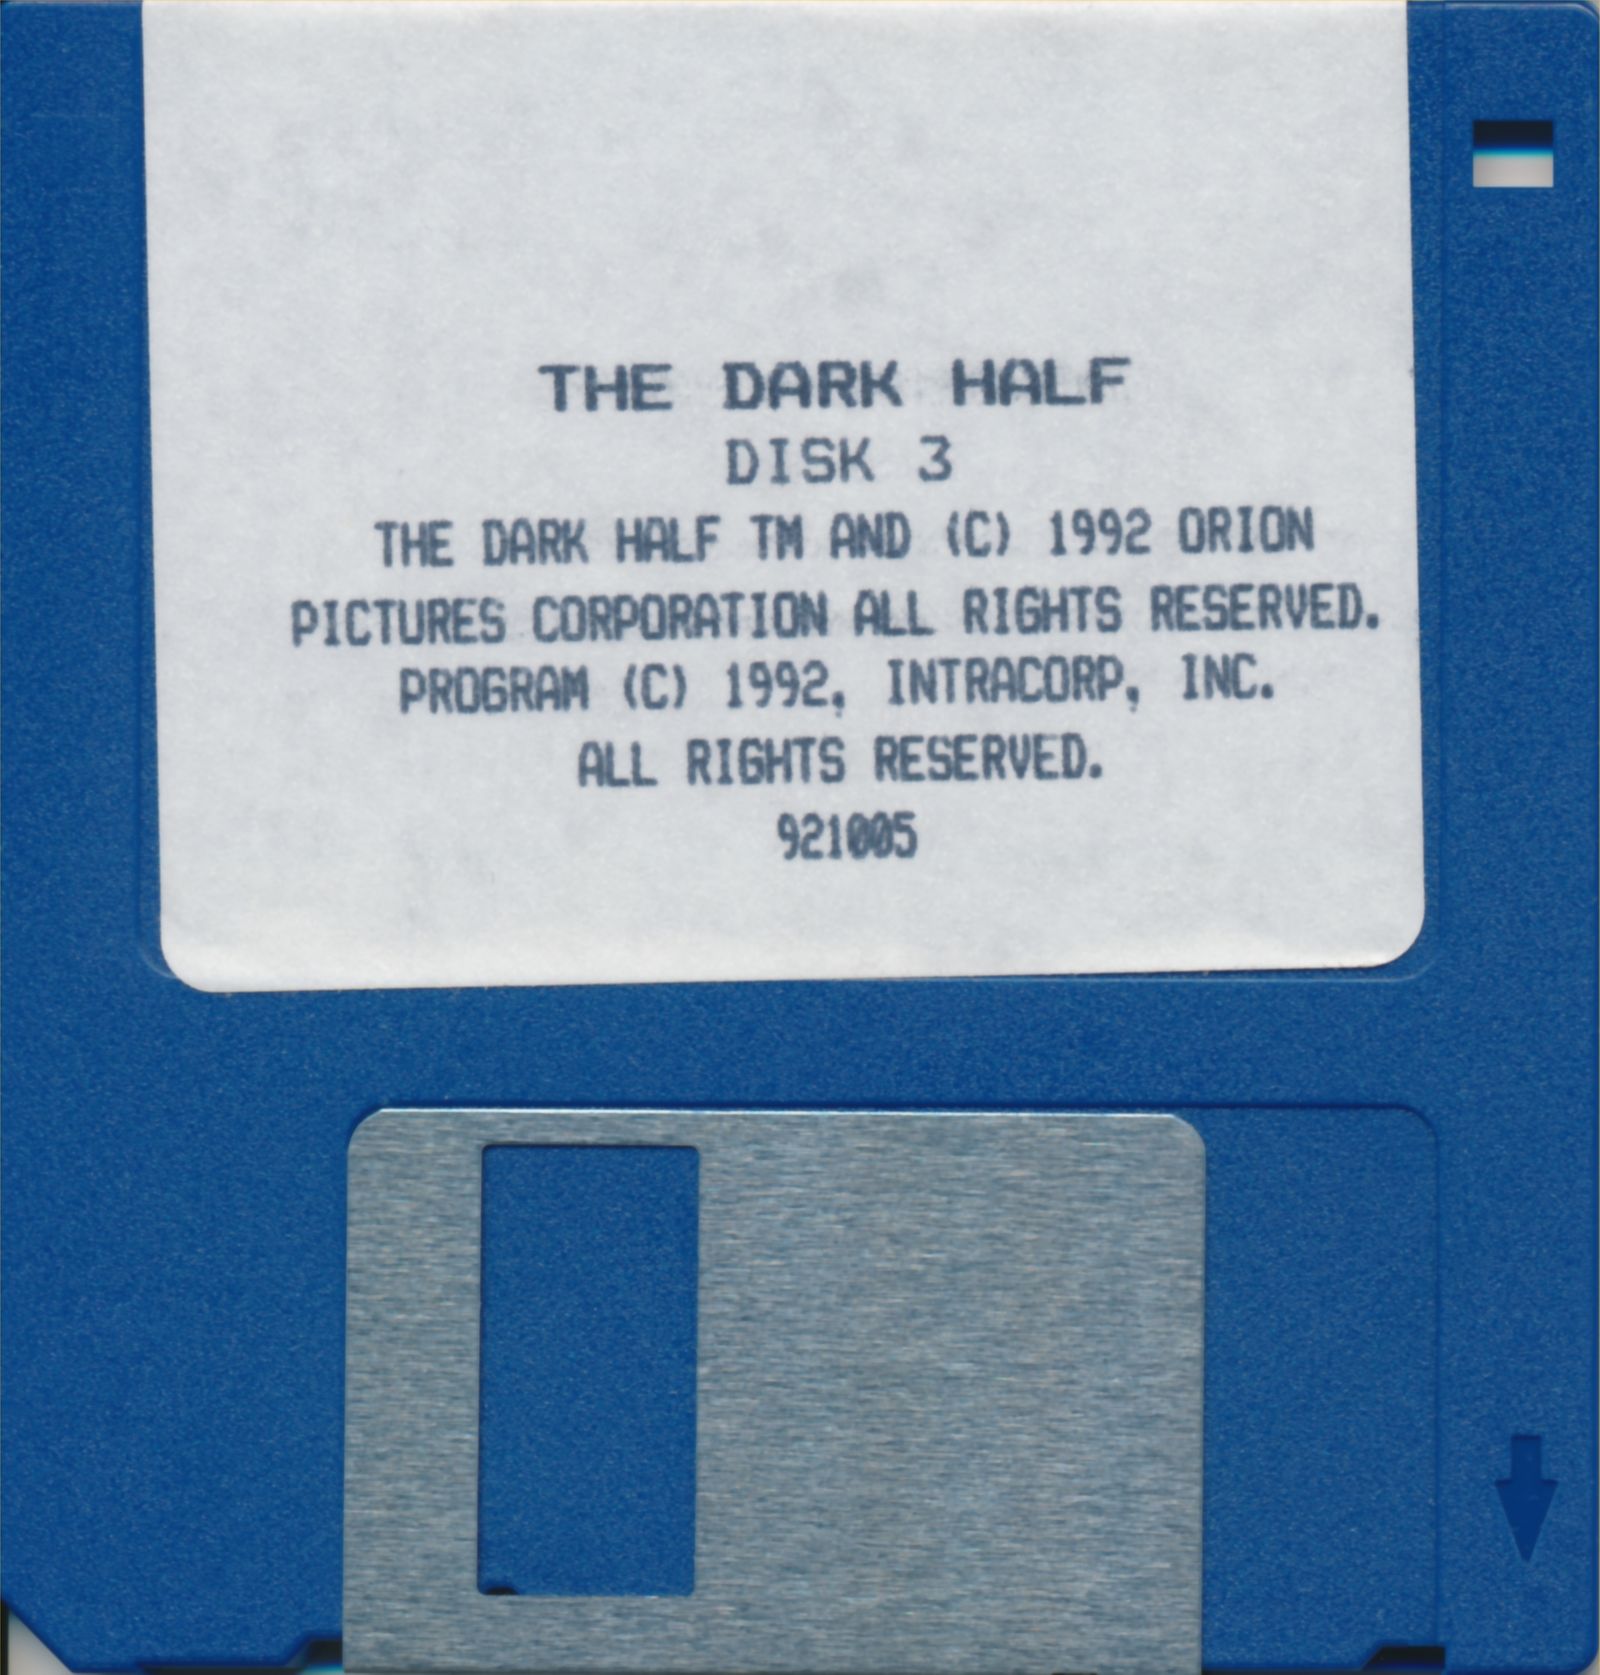 THE DARK HALF
DISK 3
THE DARK HALF TM AND (C) 1992 ORION
PICTURES CORPORATION ALL RIGHTS RESERVED.
PROGRAM (C) 1992, INTRACORP, INC.
ALL RIGHTS RESERVED.
921005